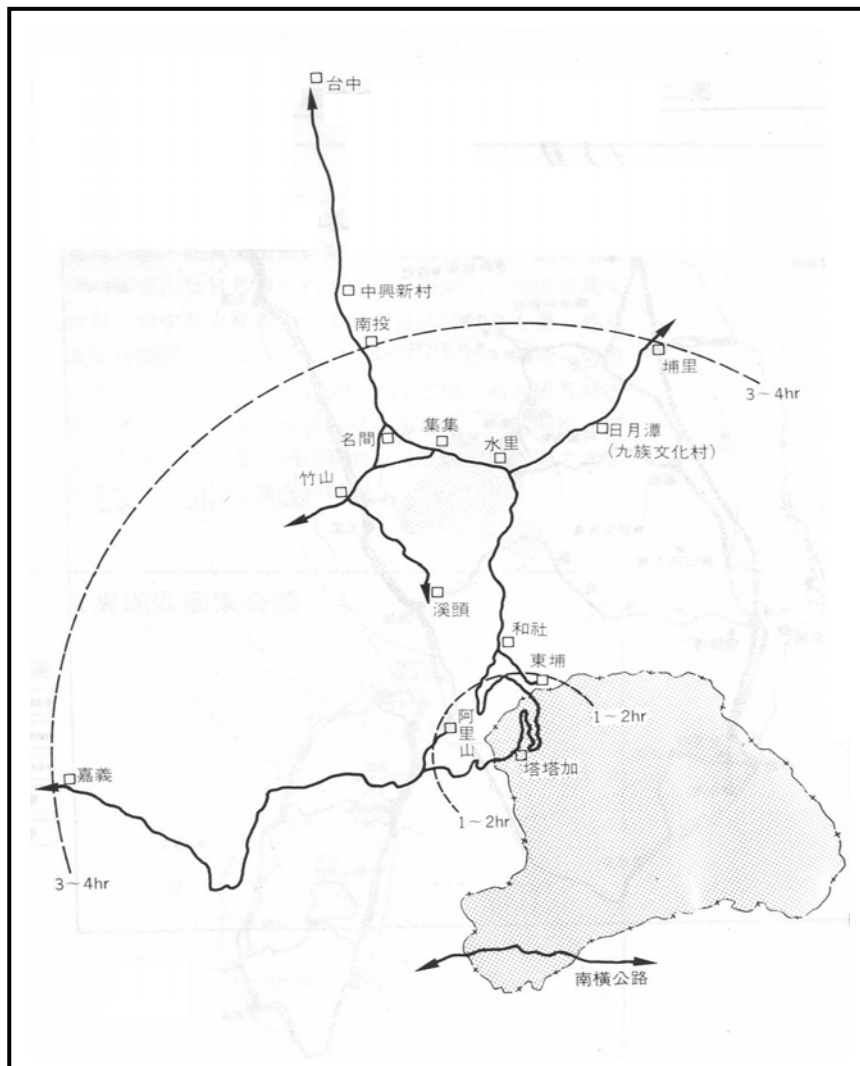 台中
中興新村
南投
埔里
3~4hr
名間
集集
水里
日月潭
(九族文化村)
竹山
溪頭
和社
東埔
1~2hr
阿里山
塔塔加
嘉義
1~2hr
3~4hr
南橫公路